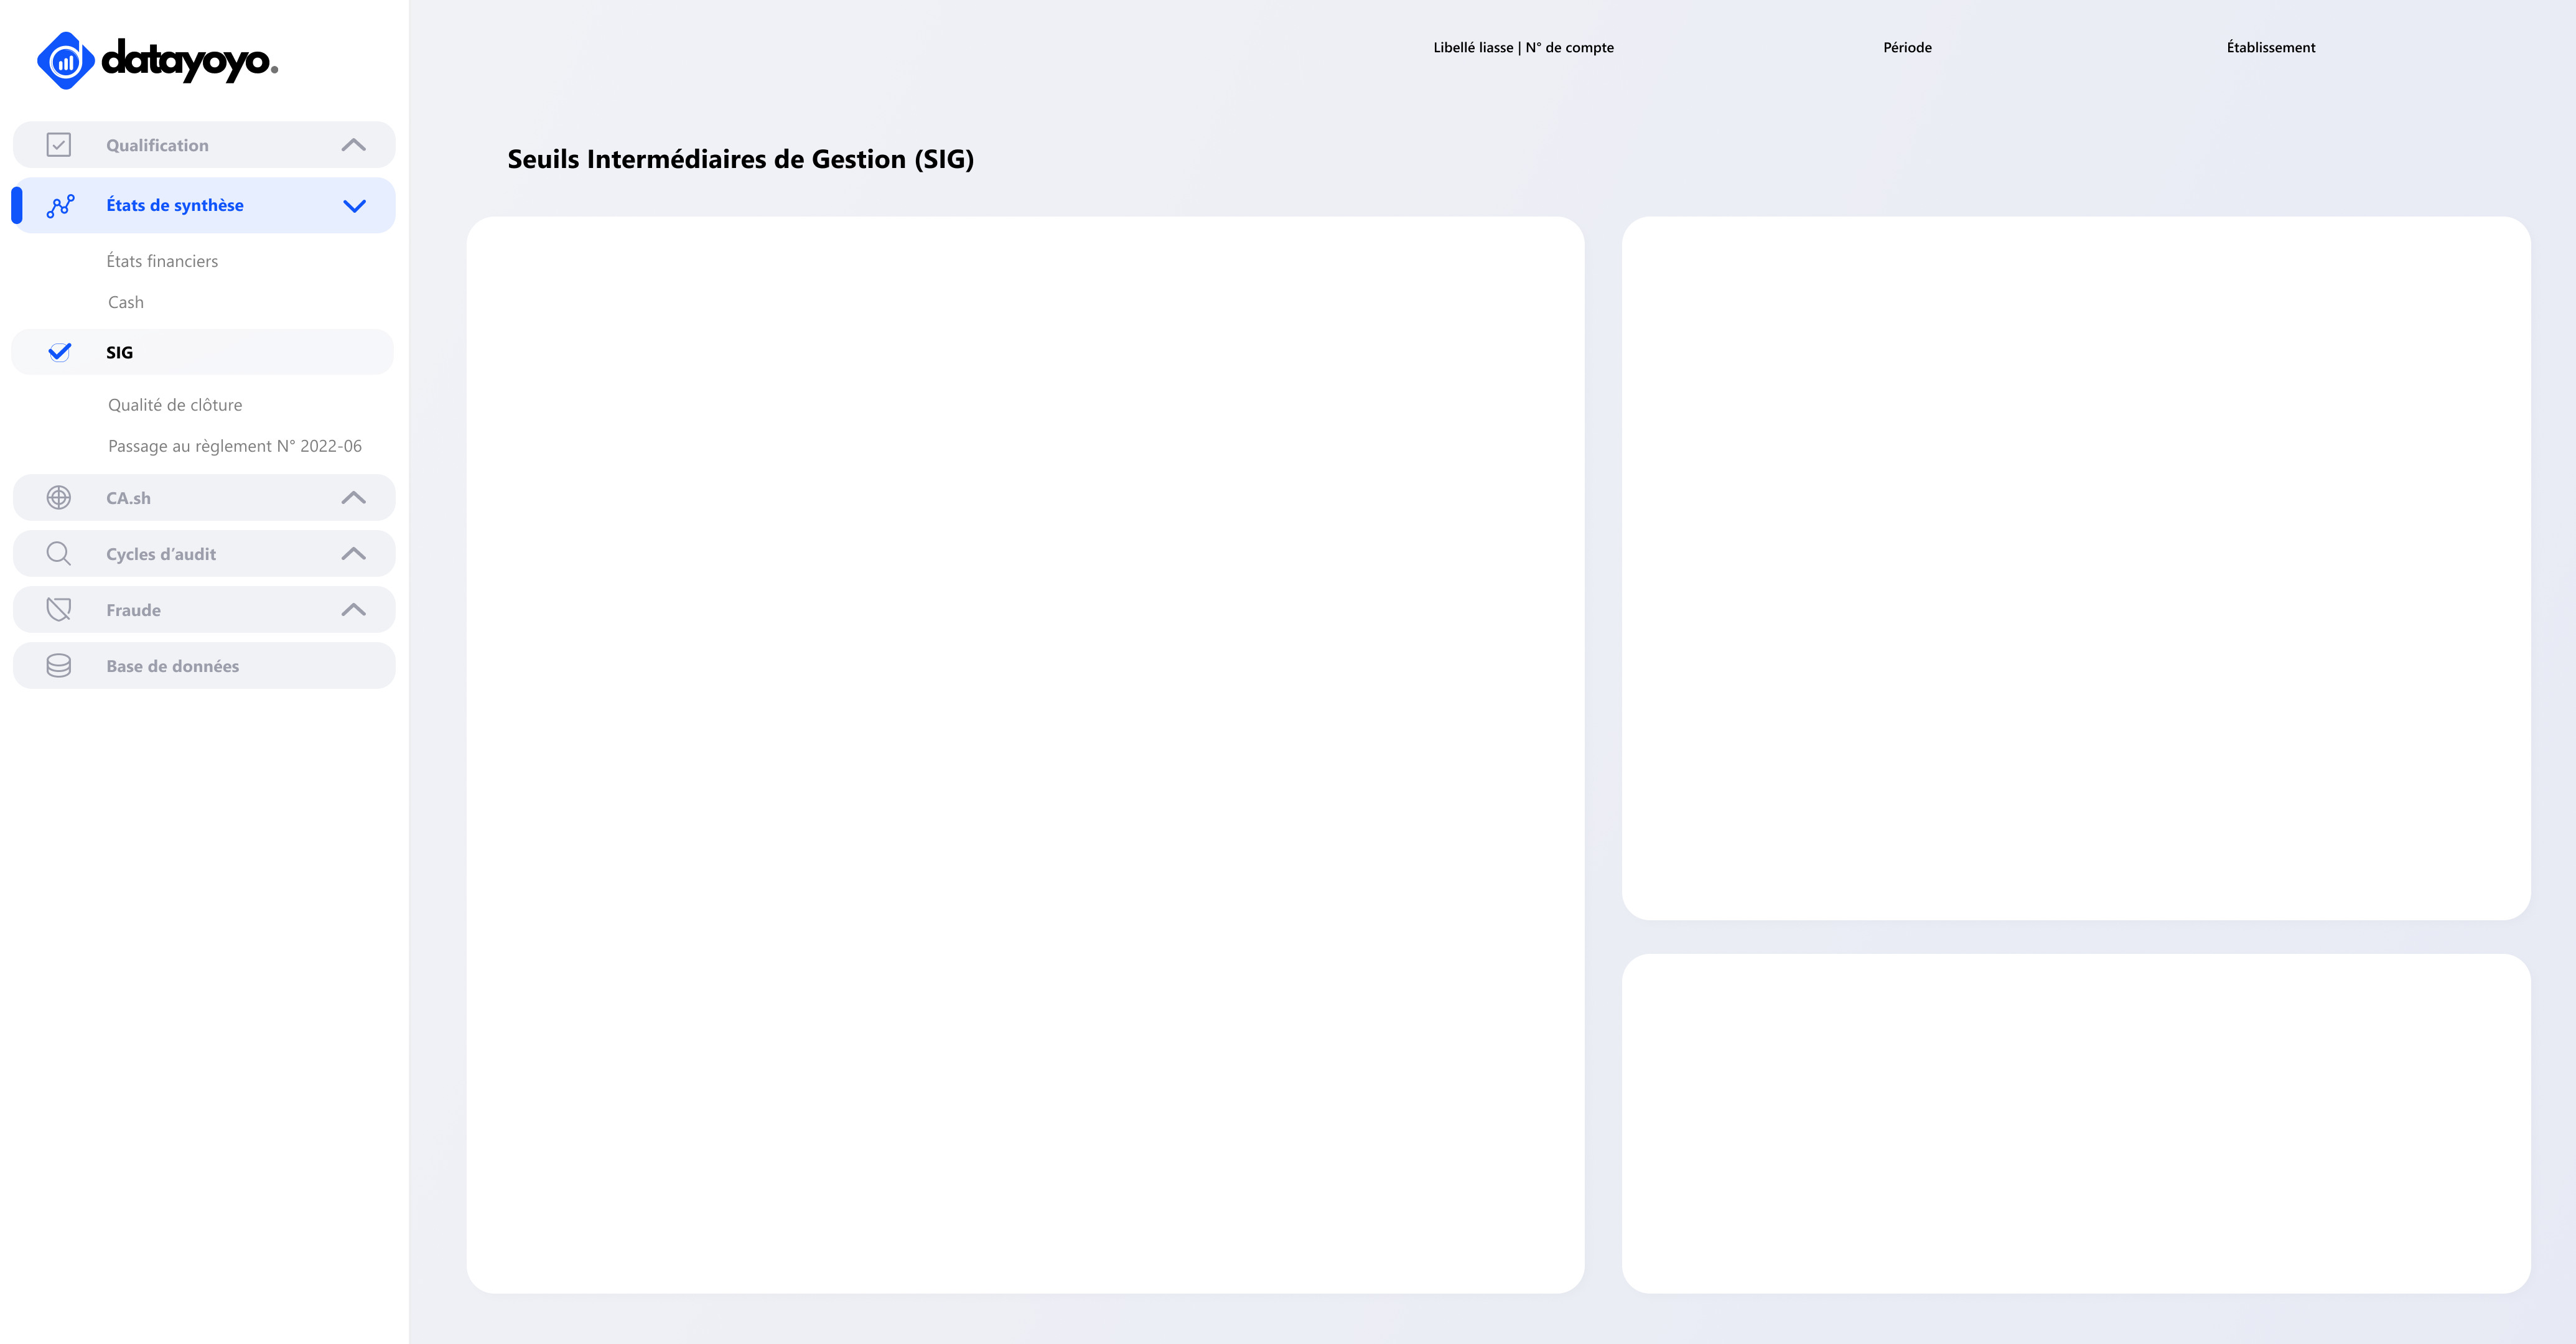 datayoyo.
Libellé liasse | N° de compte
Période
Établissement
Qualification
Seuils Intermédiaires de Gestion (SIG)
États de synthèse
États financiers
Cash
SIG
Qualité de clôture
Passage au règlement N° 2022-06
CA.sh
Cycles d’audit
Fraude
Base de données